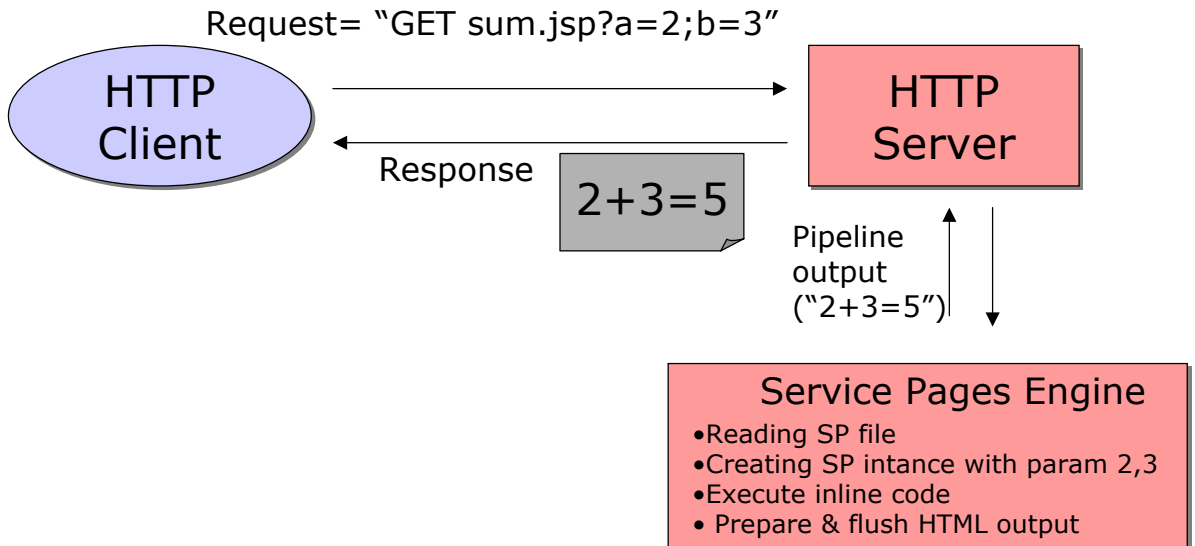 Request= “GET sum.jsp?a=2;b=3”
HTTP
Client
HTTP
Server
Response
2+3=5
Pipeline
output
(“2+3=5”)
Service Pages Engine
•Reading SP file
•Creating SP intance with param 2,3
•Execute inline code
• Prepare & flush HTML output